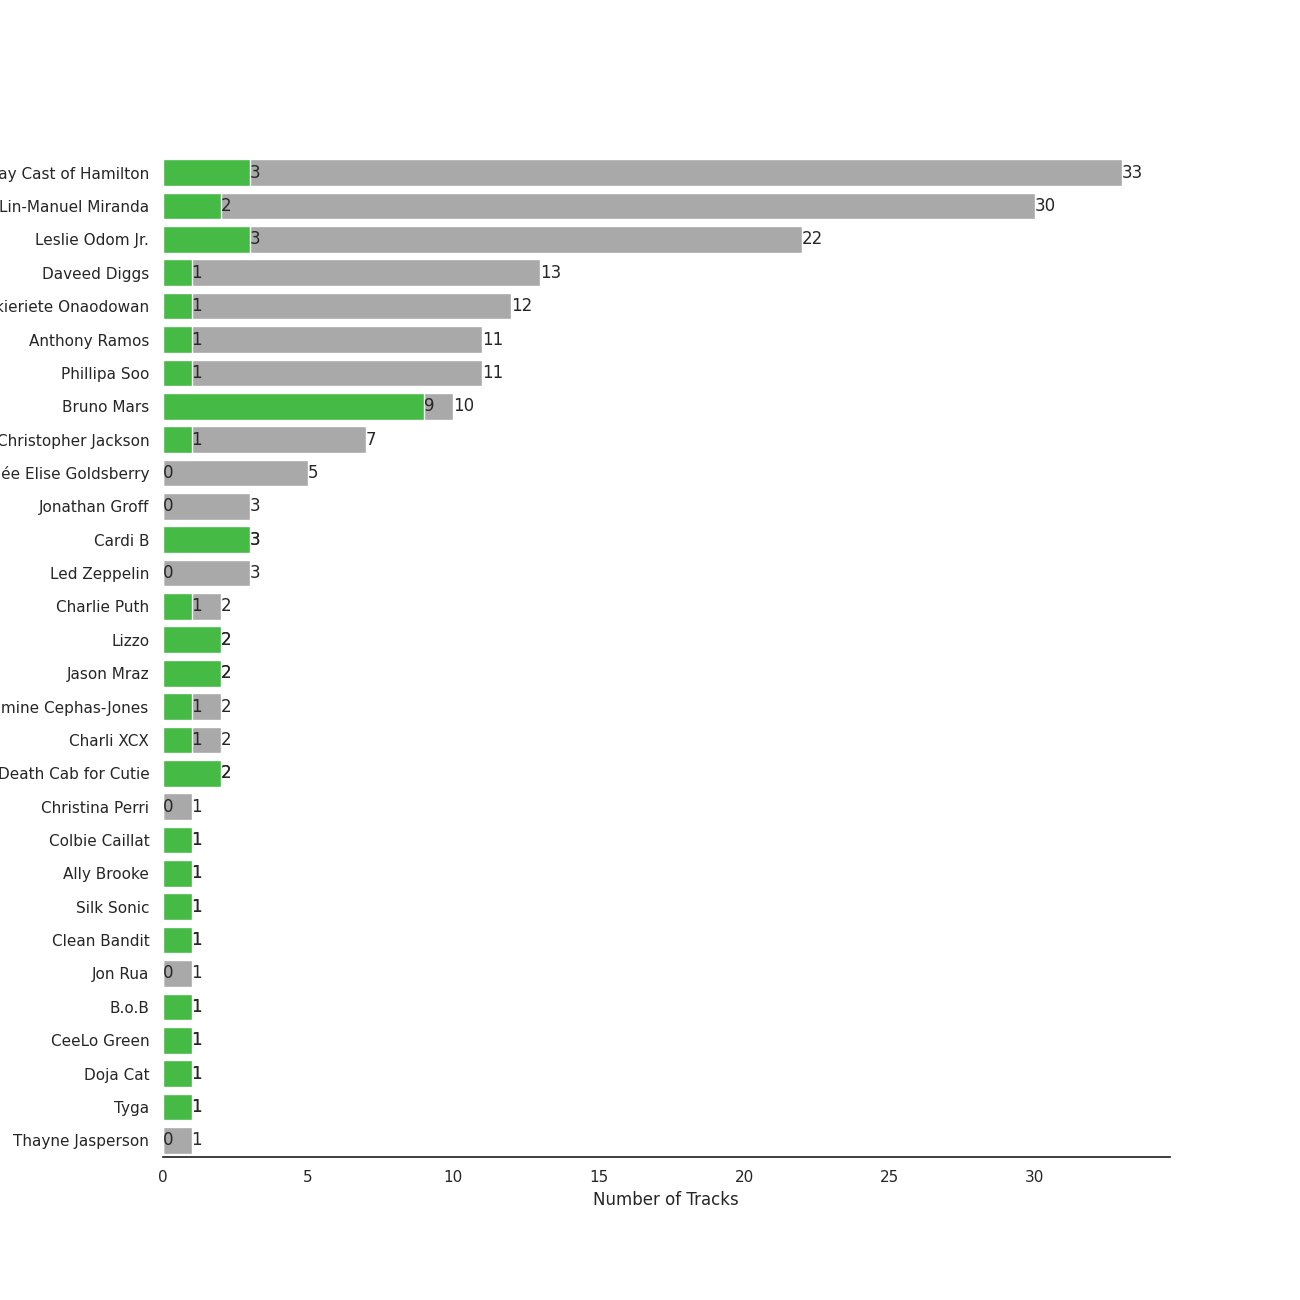 ay Cast of Hamilton 3 33
Lin-Manuel Miranda 2 30
Leslie Odom Jr. 3 22
Daveed Diggs 1 13
kieriete Onaodowan 1 12
Anthony Ramos 1 11
Phillipa Soo 1 11
Bruno Mars 9 10
Christopher Jackson 1 7
ée Elise Goldsberry 0 5
Jonathan Groff 0 3
Cardi B 3
Led Zeppelin 0 3
Charlie Puth 1 2
Lizzo 2
Jason Mraz 2
mine Cephas-Jones 1 2
Charli XCX 1 2
Death Cab for Cutie 2
Christina Perri 0 1
Colbie Caillat 1
Ally Brooke 1
Silk Sonic 1
Clean Bandit 1
Jon Rua 0 1
B.o.B 1
CeeLo Green 1
Doja Cat 1
Tyga 1
Thayne Jasperson 0 1
0 5 10 15 20 25 30
Number of Tracks